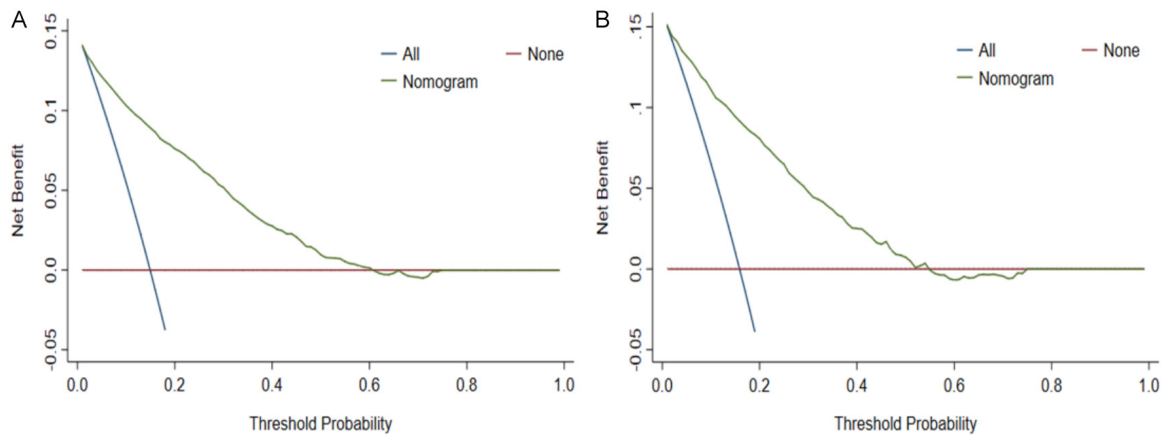 A
Net Benefit
0.15
0.1
0.05
0.0
-0.05
All
None
Nomogram
0.0 0.2 0.4 0.6 0.8 1.0
Threshold Probability
B
Net Benefit
.15
.1
.05
0.0
-0.05
All
None
Nomogram
0.0 0.2 0.4 0.6 0.8 1.0
Threshold Probability